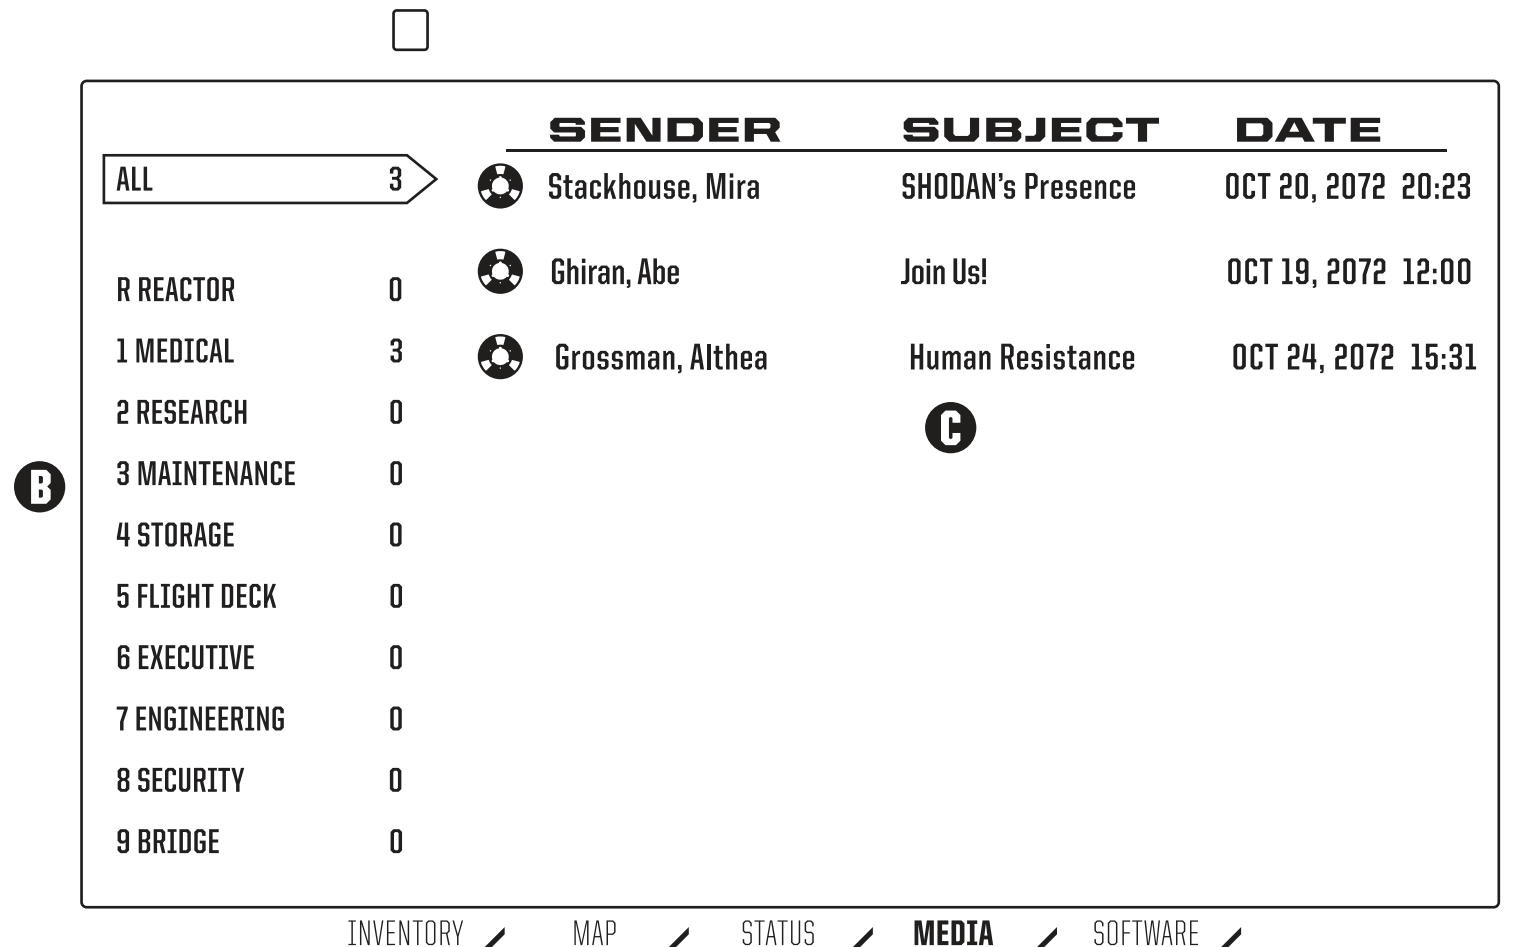 SENDER SUBJECT DATE
ALL 3
Stackhouse, Mira SHODAN's Presence OCT 20, 2072 20:23
Ghiran, Abe Join Us! OCT 19, 2072 12:00
Grossman, Althea Human Resistance OCT 24, 2072 15:31
R REACTOR 0
1 MEDICAL 3
2 RESEARCH 0
3 MAINTENANCE 0
4 STORAGE 0
5 FLIGHT DECK 0
6 EXECUTIVE 0
7 ENGINEERING 0
8 SECURITY 0
9 BRIDGE 0
B
C
INVENTORY MAP STATUS MEDIA SOFTWARE